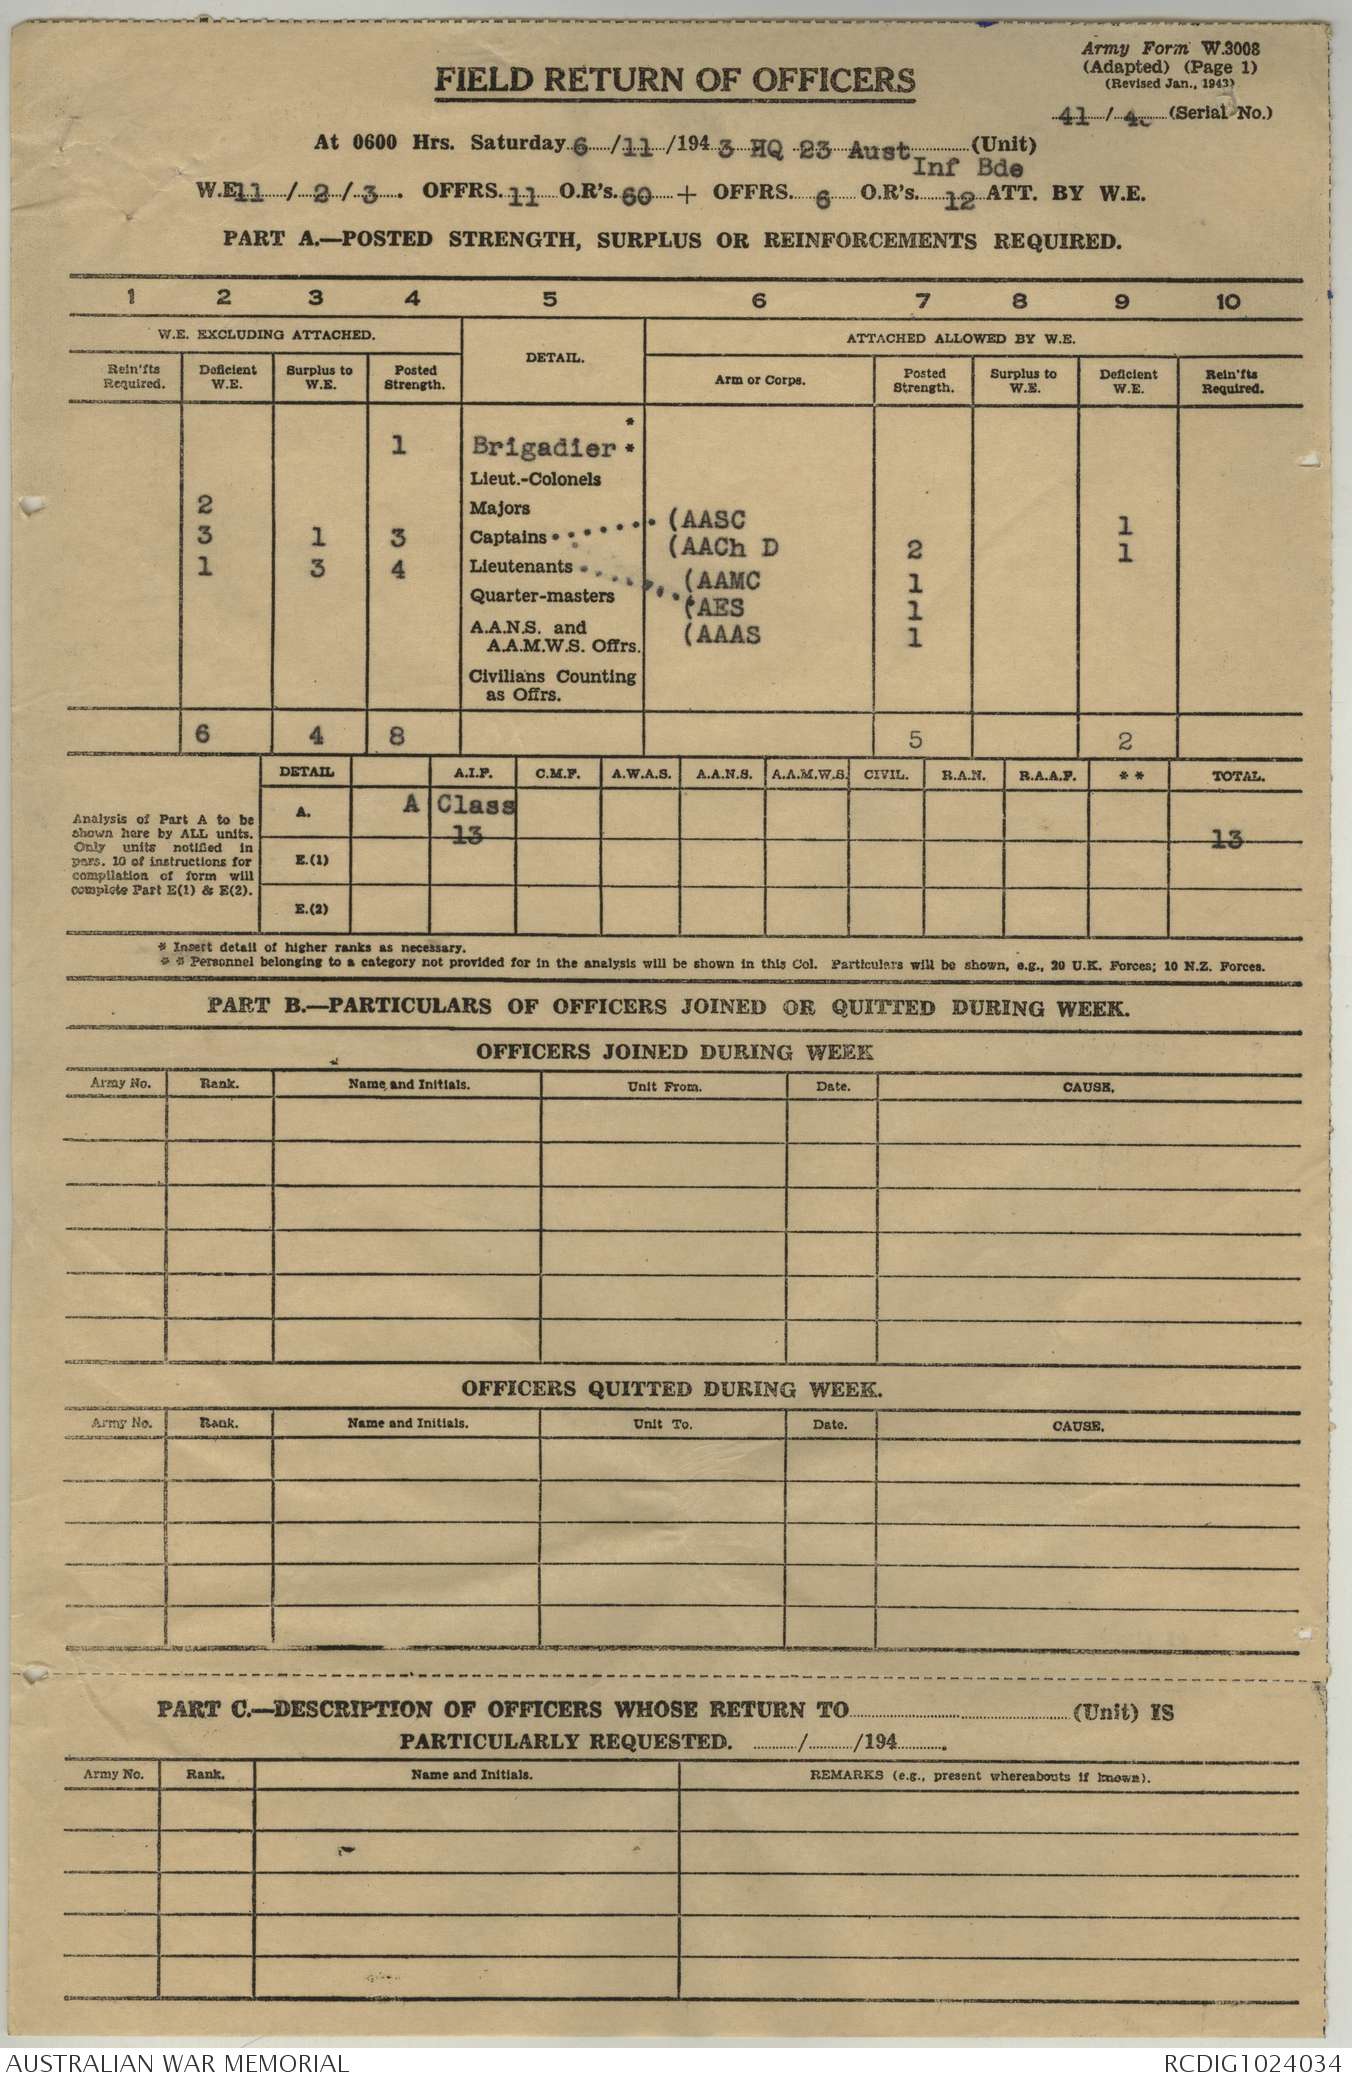 Army Form W.3008
(Adapted) (Page 1)
(Revised Jan., 1943)
FIELD RETURN OF OFFICERS
41 / (Serial No.)
At 0600 Hrs. Saturday 6 /11 /194 3 HQ 23 Aust (Unit)
Inf Bde
W.E. 11 / 2 / 3 . OFFRS. 11 O.R's. 60 + OFFRS. 6 O.R's. 12 ATT. BY W.E.
PART A.—POSTED STRENGTH, SURPLUS OR REINFORCEMENTS REQUIRED.
1 2 3 4 5 6 7 8 9 10
W.E. EXCLUDING ATTACHED. DETAIL. ATTACHED ALLOWED BY W.E.
Rein'fts Required. Deficient W.E. Surplus to W.E. Posted Strength. Arm or Corps. Posted Strength. Surplus to W.E. Deficient W.E. Rein'fts Required.
*
1 Brigadier *
Lieut.-Colonels
2 Majors
3 1 3 Captains (AASC 1
(AACh D 2 1
1 3 4 Lieutenants (AAMC 1
Quarter-masters (AES 1
A.A.N.S. and (AAAS 1
A.A.M.W.S. Offrs.
Civilians Counting
as Offrs.
6 4 8 5 2
DETAIL A.I.F. C.M.F. A.W.A.S. A.A.N.S. A.A.M.W.S. CIVIL. R.A.N. R.A.A.F. * * TOTAL.
A. A Class
13 13
E.(1)
E.(2)
Analysis of Part A to be
shown here by ALL units.
Only units notified in
pars. 10 of instructions for
compilation of form will
complete Part E(1) & E(2).
* Insert detail of higher ranks as necessary.
* * Personnel belonging to a category not provided for in the analysis will be shown in this Col. Particulars will be shown, e.g., 20 U.K. Forces; 10 N.Z. Forces.
PART B.—PARTICULARS OF OFFICERS JOINED OR QUITTED DURING WEEK.
OFFICERS JOINED DURING WEEK
Army No. Rank. Name and Initials. Unit From. Date. CAUSE.
OFFICERS QUITTED DURING WEEK.
Army No. Rank. Name and Initials. Unit To. Date. CAUSE.
PART C.—DESCRIPTION OF OFFICERS WHOSE RETURN TO (Unit) IS
PARTICULARLY REQUESTED. / /194 .
Army No. Rank. Name and Initials. REMARKS (e.g., present whereabouts if known).
AUSTRALIAN WAR MEMORIAL RCDIG1024034